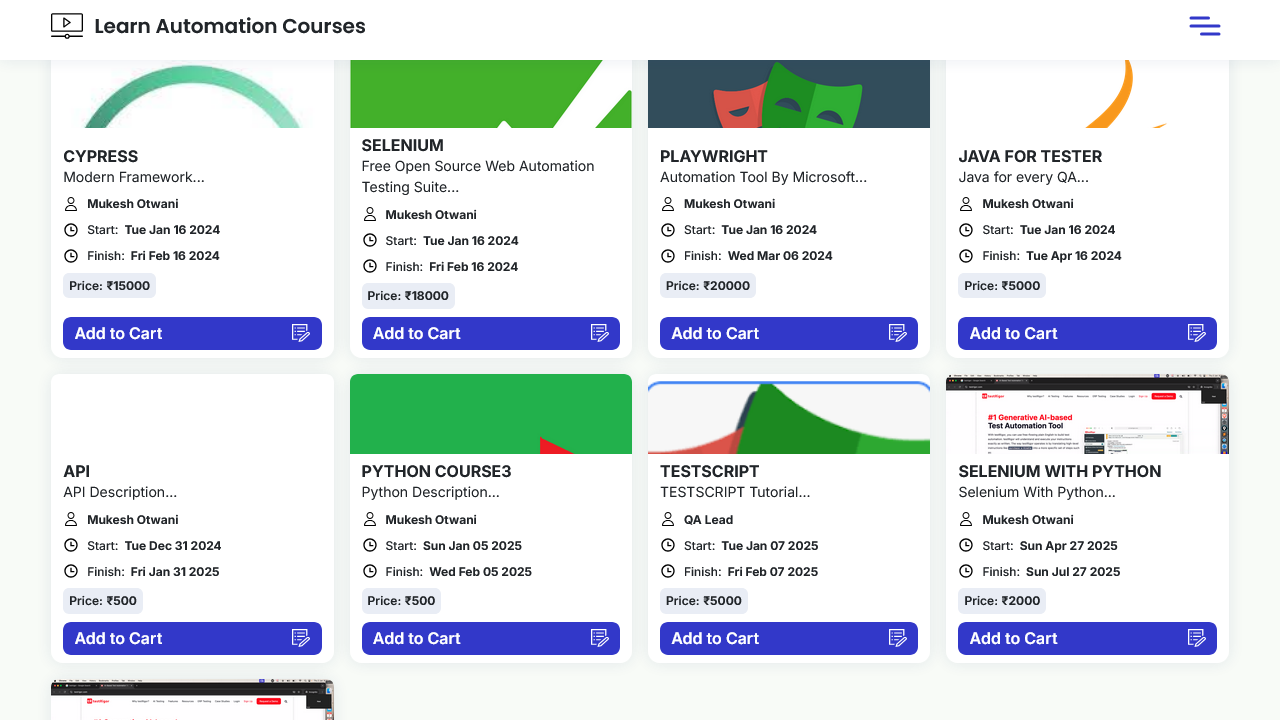 Learn Automation Courses
CYPRESS
Modern Framework...
Mukesh Otwani
Start: Tue Jan 16 2024
Finish: Fri Feb 16 2024
Price: ₹15000
Add to Cart
SELENIUM
Free Open Source Web Automation
Testing Suite...
Mukesh Otwani
Start: Tue Jan 16 2024
Finish: Fri Feb 16 2024
Price: ₹18000
Add to Cart
PLAYWRIGHT
Automation Tool By Microsoft...
Mukesh Otwani
Start: Tue Jan 16 2024
Finish: Wed Mar 06 2024
Price: ₹20000
Add to Cart
JAVA FOR TESTER
Java for every QA...
Mukesh Otwani
Start: Tue Jan 16 2024
Finish: Tue Apr 16 2024
Price: ₹5000
Add to Cart
API
API Description...
Mukesh Otwani
Start: Tue Dec 31 2024
Finish: Fri Jan 31 2025
Price: ₹500
Add to Cart
PYTHON COURSE3
Python Description...
Mukesh Otwani
Start: Sun Jan 05 2025
Finish: Wed Feb 05 2025
Price: ₹500
Add to Cart
TESTSCRIPT
TESTSCRIPT Tutorial...
QA Lead
Start: Tue Jan 07 2025
Finish: Fri Feb 07 2025
Price: ₹5000
Add to Cart
#1 Generative AI-based
Test Automation Tool
SELENIUM WITH PYTHON
Selenium With Python...
Mukesh Otwani
Start: Sun Apr 27 2025
Finish: Sun Jul 27 2025
Price: ₹2000
Add to Cart